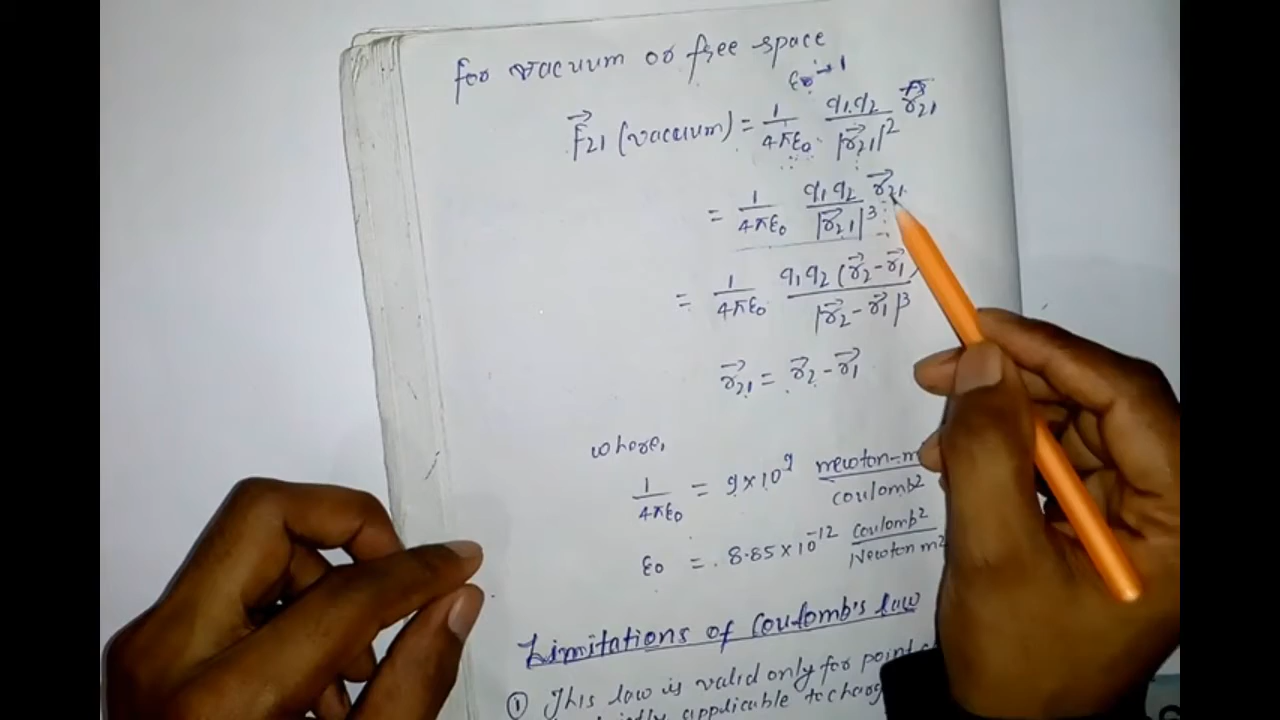 for vacuum or free space
ε0 → 1
F⃗21 (vacuum) = 1/4πε0 q1q2/|r⃗21|² r̂21
= 1/4πε0 q1q2 r⃗21/|r⃗21|³
= 1/4πε0 q1q2 (r⃗2 - r⃗1)/|r⃗2 - r⃗1|³
r⃗21 = r⃗2 - r⃗1
where,
1/4πε0 = 9×10⁹ newton-m/coulomb²
ε0 = 8.85×10⁻¹² coulomb²/Newton m²
Limitations of Coulomb's law
① This law is valid only for point
applicable to